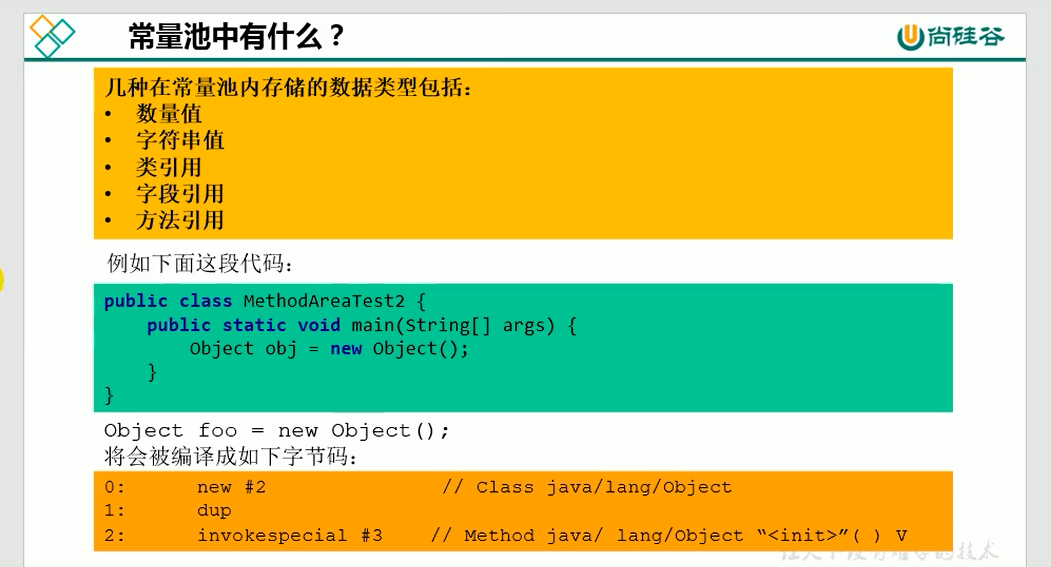 常量池中有什么？
尚硅谷
几种在常量池内存储的数据类型包括：
• 数量值
• 字符串值
• 类引用
• 字段引用
• 方法引用
例如下面这段代码：
public class MethodAreaTest2 {
    public static void main(String[] args) {
        Object obj = new Object();
    }
}
Object foo = new Object();
将会被编译成如下字节码：
0: new #2 // Class java/lang/Object
1: dup
2: invokespecial #3 // Method java/ lang/Object “<init>”( ) V
的技术